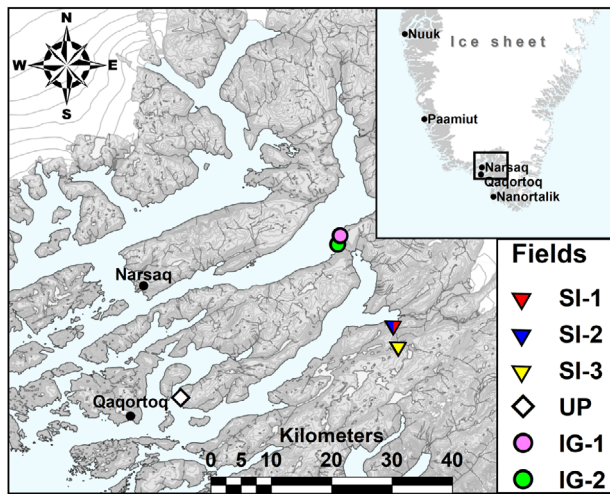 N
W E
S
Nuuk
Ice sheet
Paamiut
Narsaq
Qaqortoq
Nanortalik
Narsaq
Qaqortoq
Kilometers
0 5 10 20 30 40
Fields
SI-1
SI-2
SI-3
UP
IG-1
IG-2